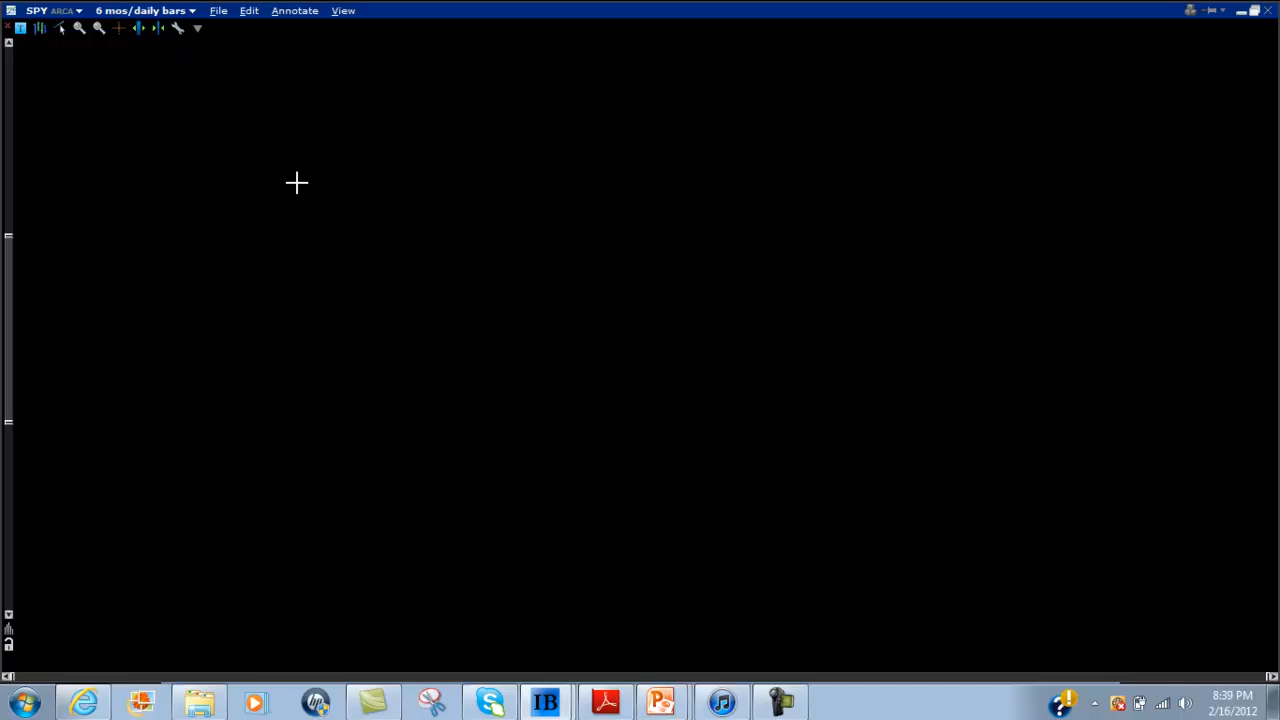 SPY ARCA 6 mos/daily bars File Edit Annotate View
T
IB
8:39 PM
2/16/2012